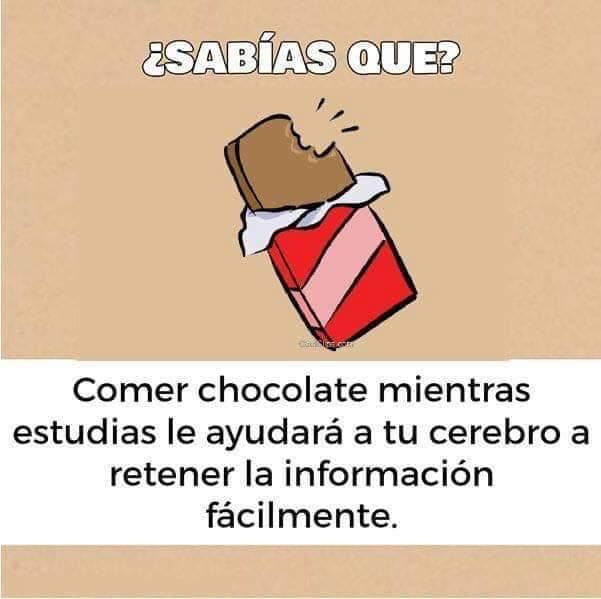 ¿SABÍAS QUE?
Comer chocolate mientras
estudias le ayudará a tu cerebro a
retener la información
fácilmente.